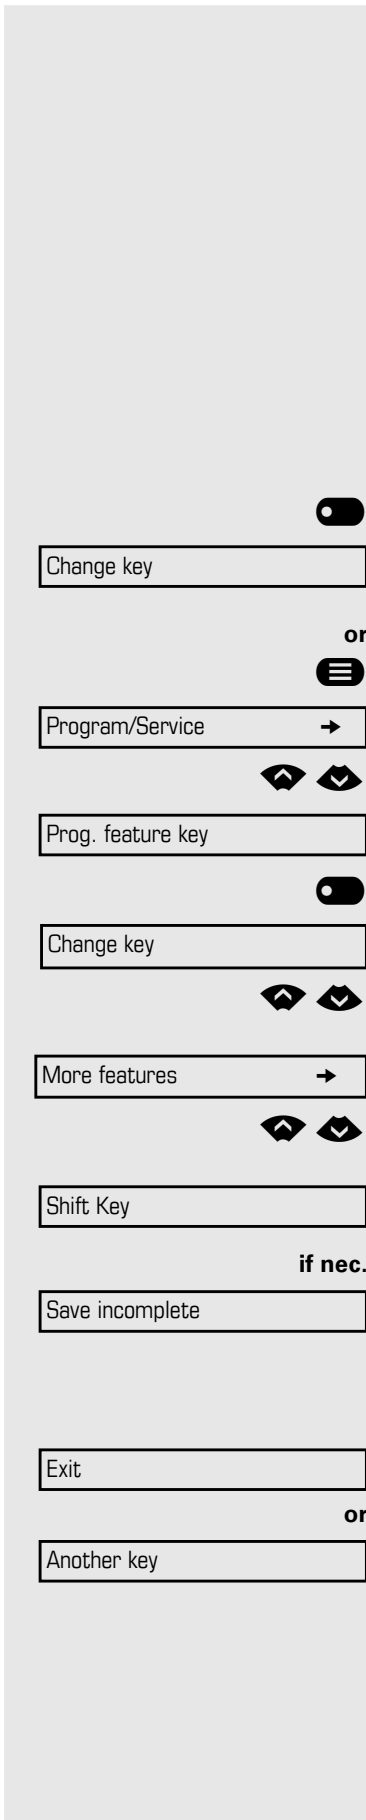 Change key
or
Program/Service
Prog. feature key
Change key
More features
Shift Key
if nec.
Save incomplete
Exit
or
Another key